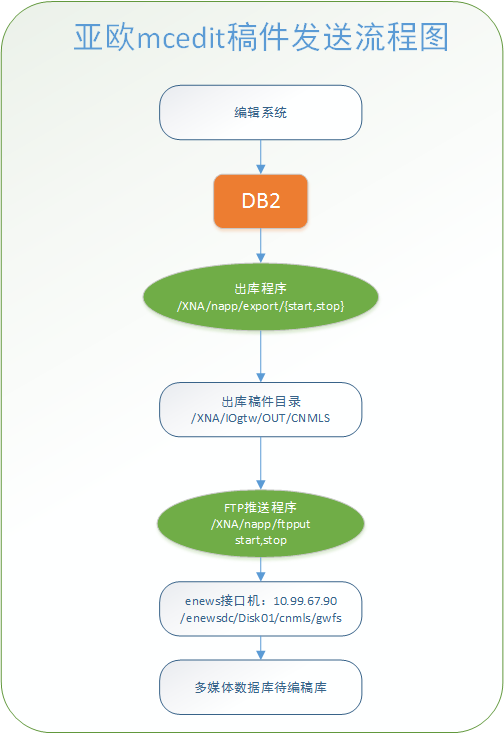 亚欧mcedit稿件发送流程图
编辑系统
DB2
出库程序
/XNA/napp/export/{start,stop}
出库稿件目录
/XNA/IOgtw/OUT/CNMLS
FTP推送程序
/XNA/napp/ftpput
start,stop
enews接口机：10.99.67.90
/enewsdc/Disk01/cnmls/gwfs
多媒体数据库待编稿库